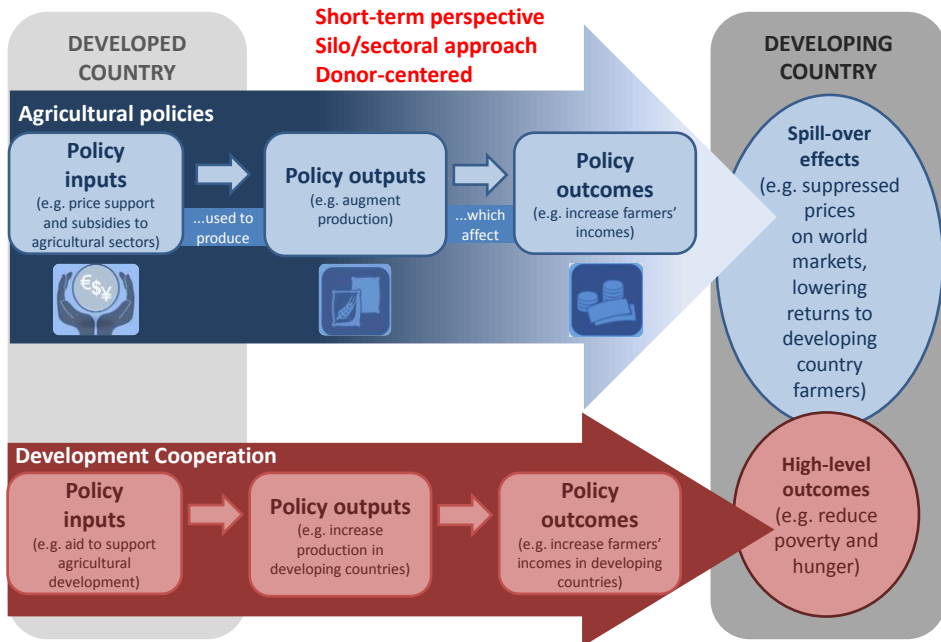 Short-term perspective
Silo/sectoral approach
Donor-centered
DEVELOPED
COUNTRY
DEVELOPING
COUNTRY
Agricultural policies
Policy
inputs
(e.g. price support
and subsidies to
agricultural sectors)
...used to
produce
Policy outputs
(e.g. augment
production)
...which
affect
Policy
outcomes
(e.g. increase farmers'
incomes)
Spill-over
effects
(e.g. suppressed
prices
on world
markets,
lowering
returns to
developing
country
farmers)
€$¥
Development Cooperation
Policy
inputs
(e.g. aid to support
agricultural
development)
Policy outputs
(e.g. increase
production in
developing countries)
Policy
outcomes
(e.g. increase farmers'
incomes in developing
countries)
High-level
outcomes
(e.g. reduce
poverty and
hunger)